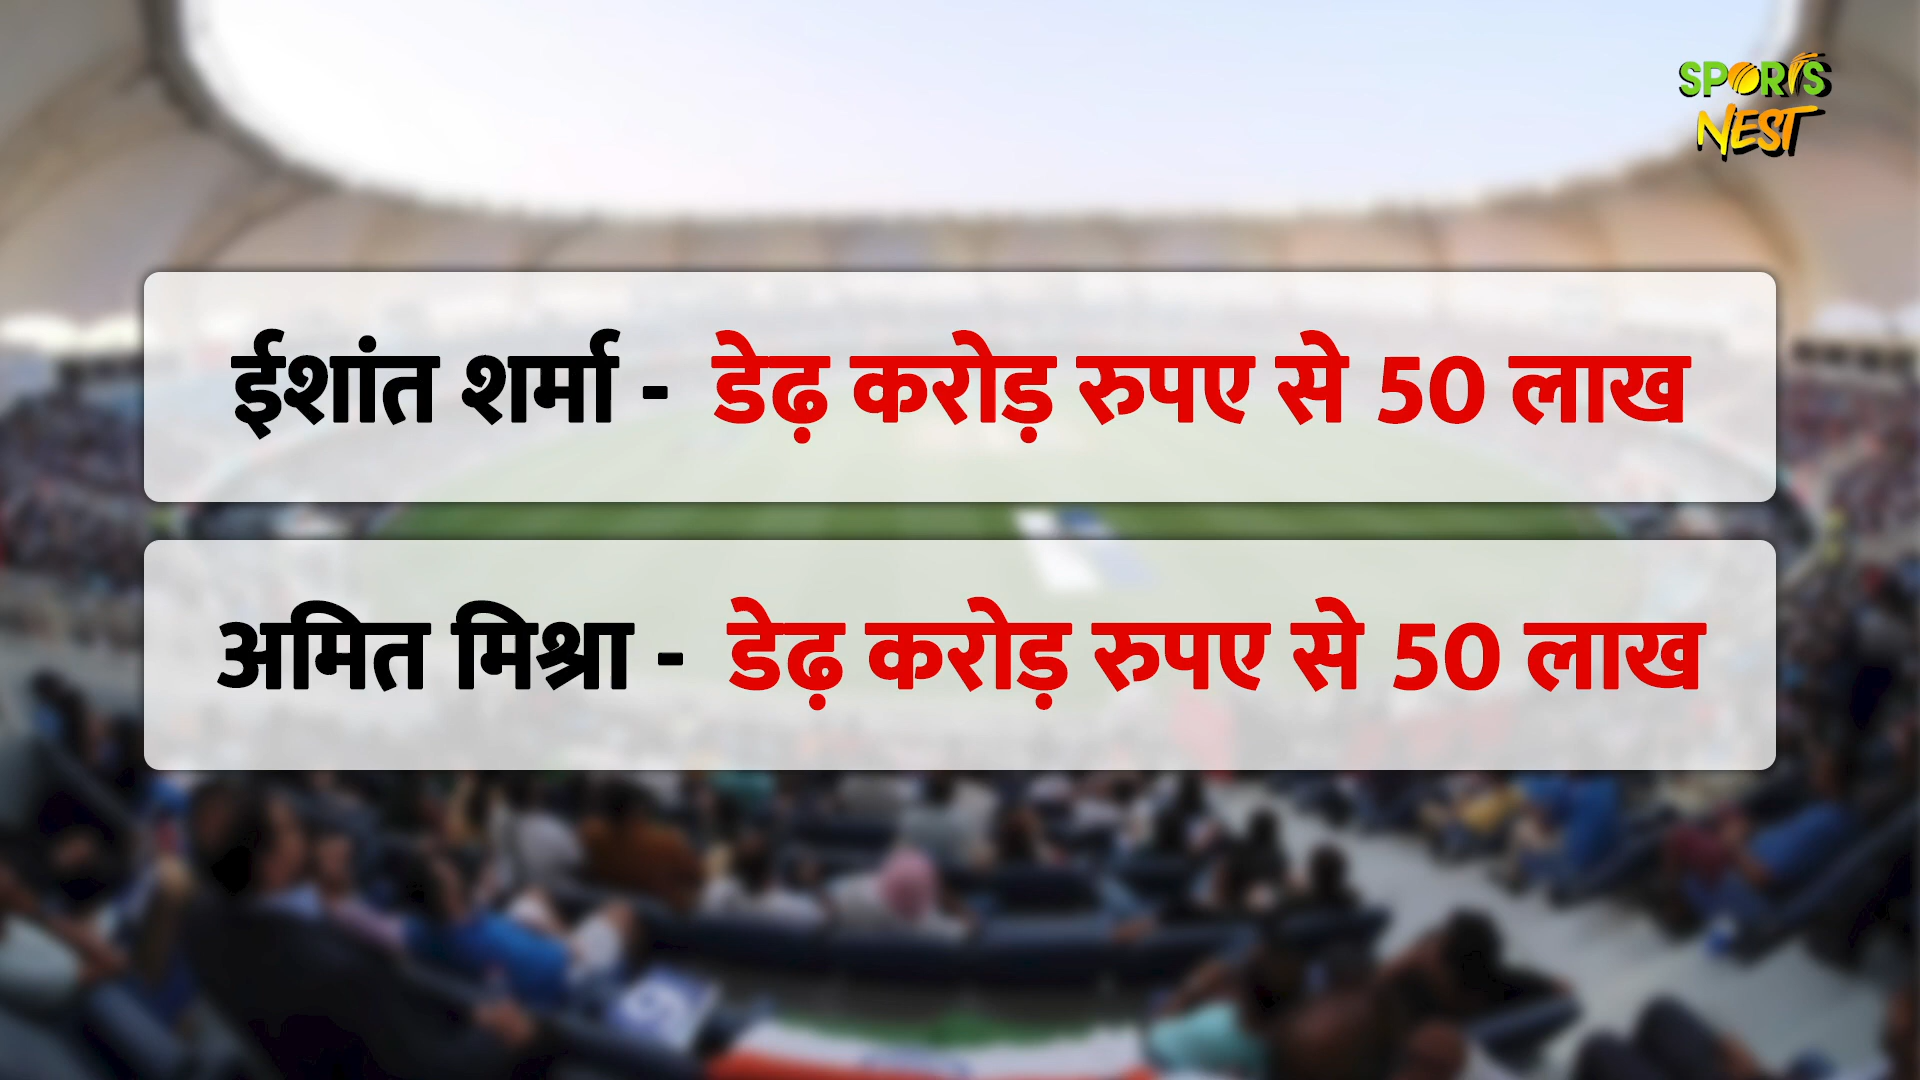 SPORTS
NEST
ईशांत शर्मा - डेढ़ करोड़ रुपए से 50 लाख
अमित मिश्रा - डेढ़ करोड़ रुपए से 50 लाख